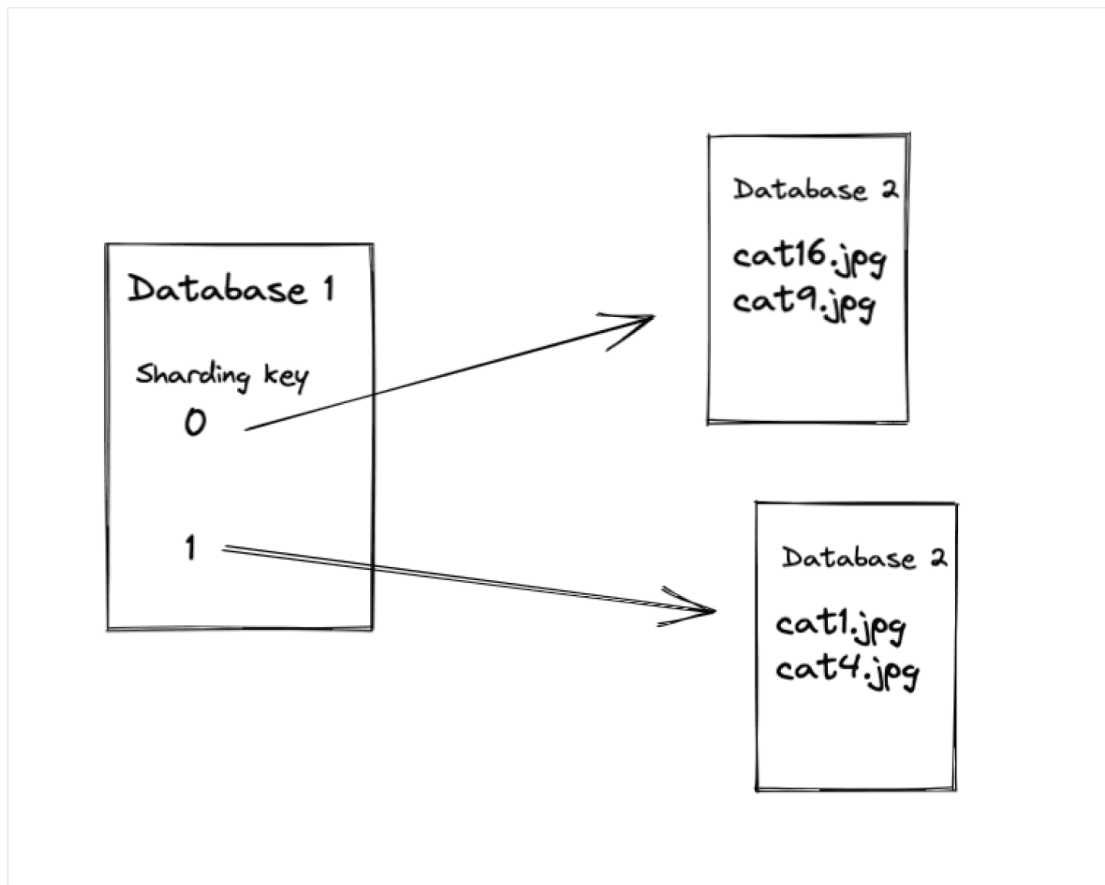 Database 1
Sharding key
0
1
Database 2
cat16.jpg
cat9.jpg
Database 2
cat1.jpg
cat4.jpg